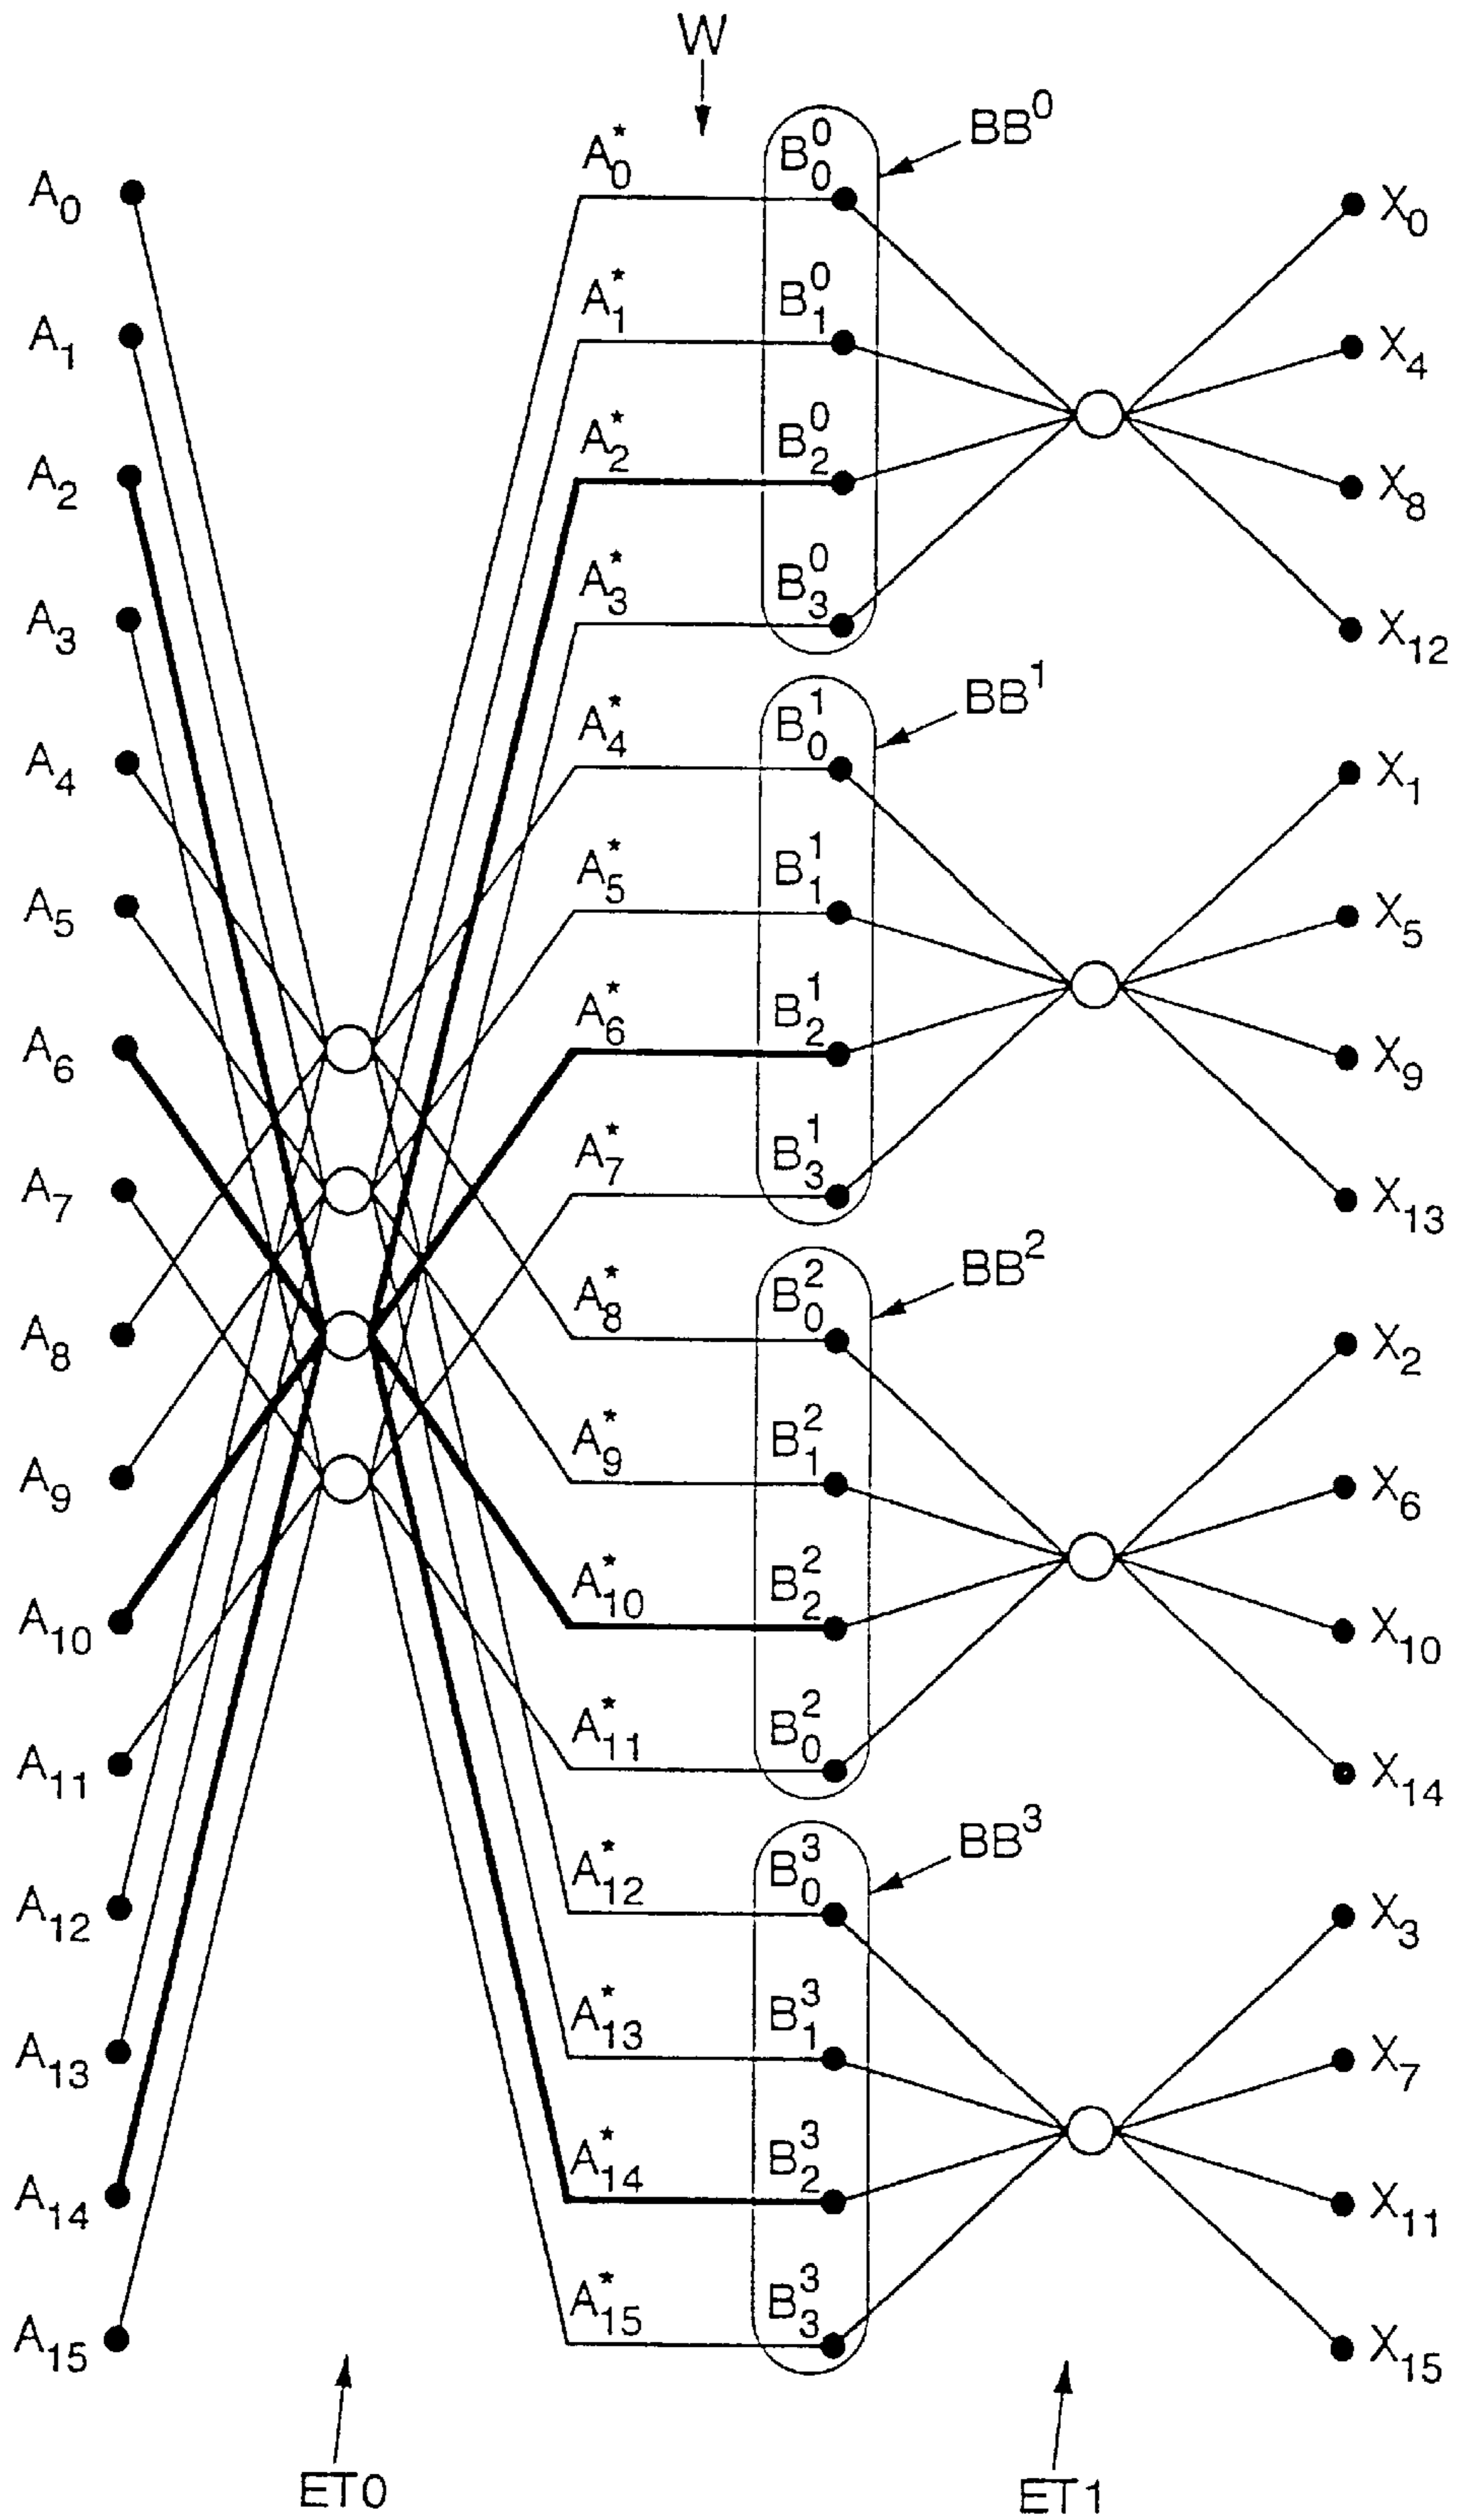 W
A*0 B00 BB0
A0 X0
A1 A*1 B01 X4
A2 A*2 B02 X8
A3 A*3 B03 X12
BB1
A4 A*4 B10 X1
A5 A*5 B11 X5
A6 A*6 B12 X9
A7 A*7 B13 X13
BB2
A8 A*8 B20 X2
A9 A*9 B21 X6
A10 A*10 B22 X10
A11 A*11 B20 X14
BB3
A12 A*12 B30 X3
A13 A*13 B31 X7
A14 A*14 B32 X11
A15 A*15 B33 X15
ET0 ET1